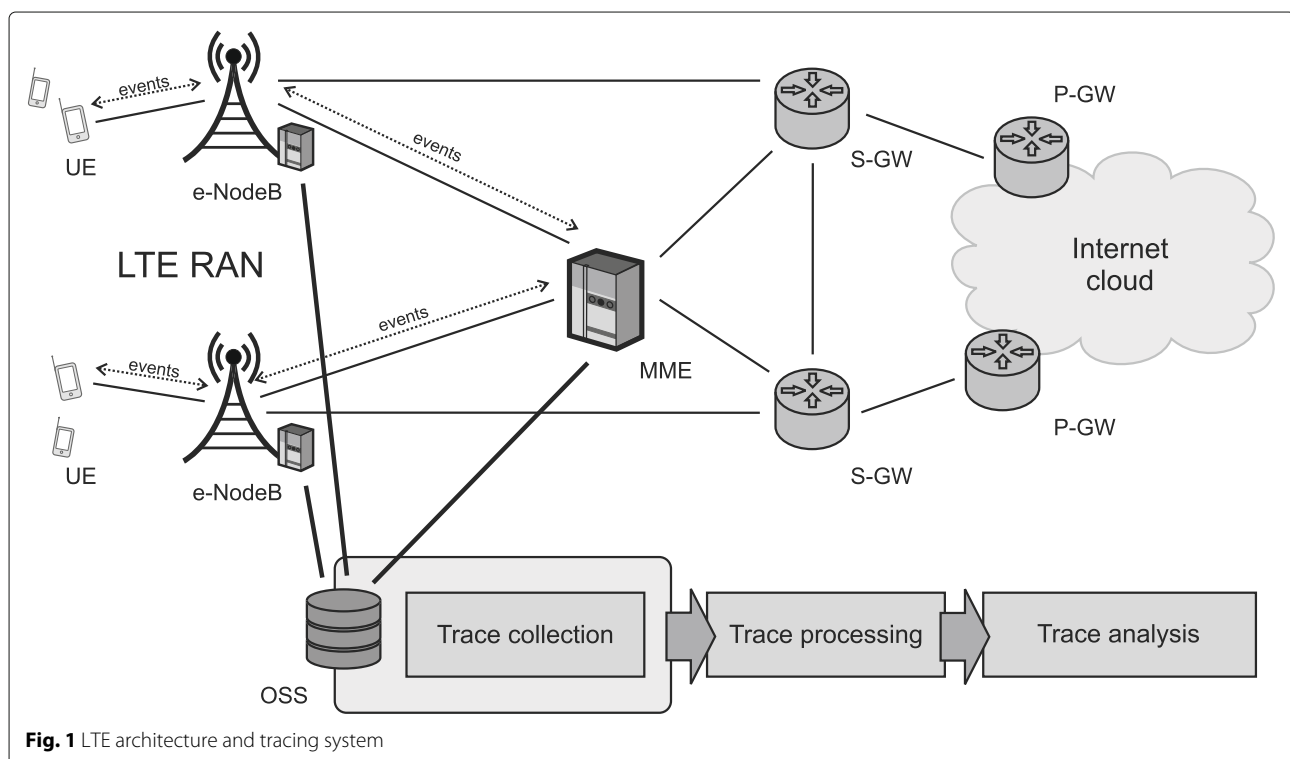 events
P-GW
UE
events
S-GW
e-NodeB
LTE RAN
Internet
cloud
events
events
MME
P-GW
UE
S-GW
e-NodeB
Trace collection
Trace processing
Trace analysis
OSS
Fig. 1 LTE architecture and tracing system